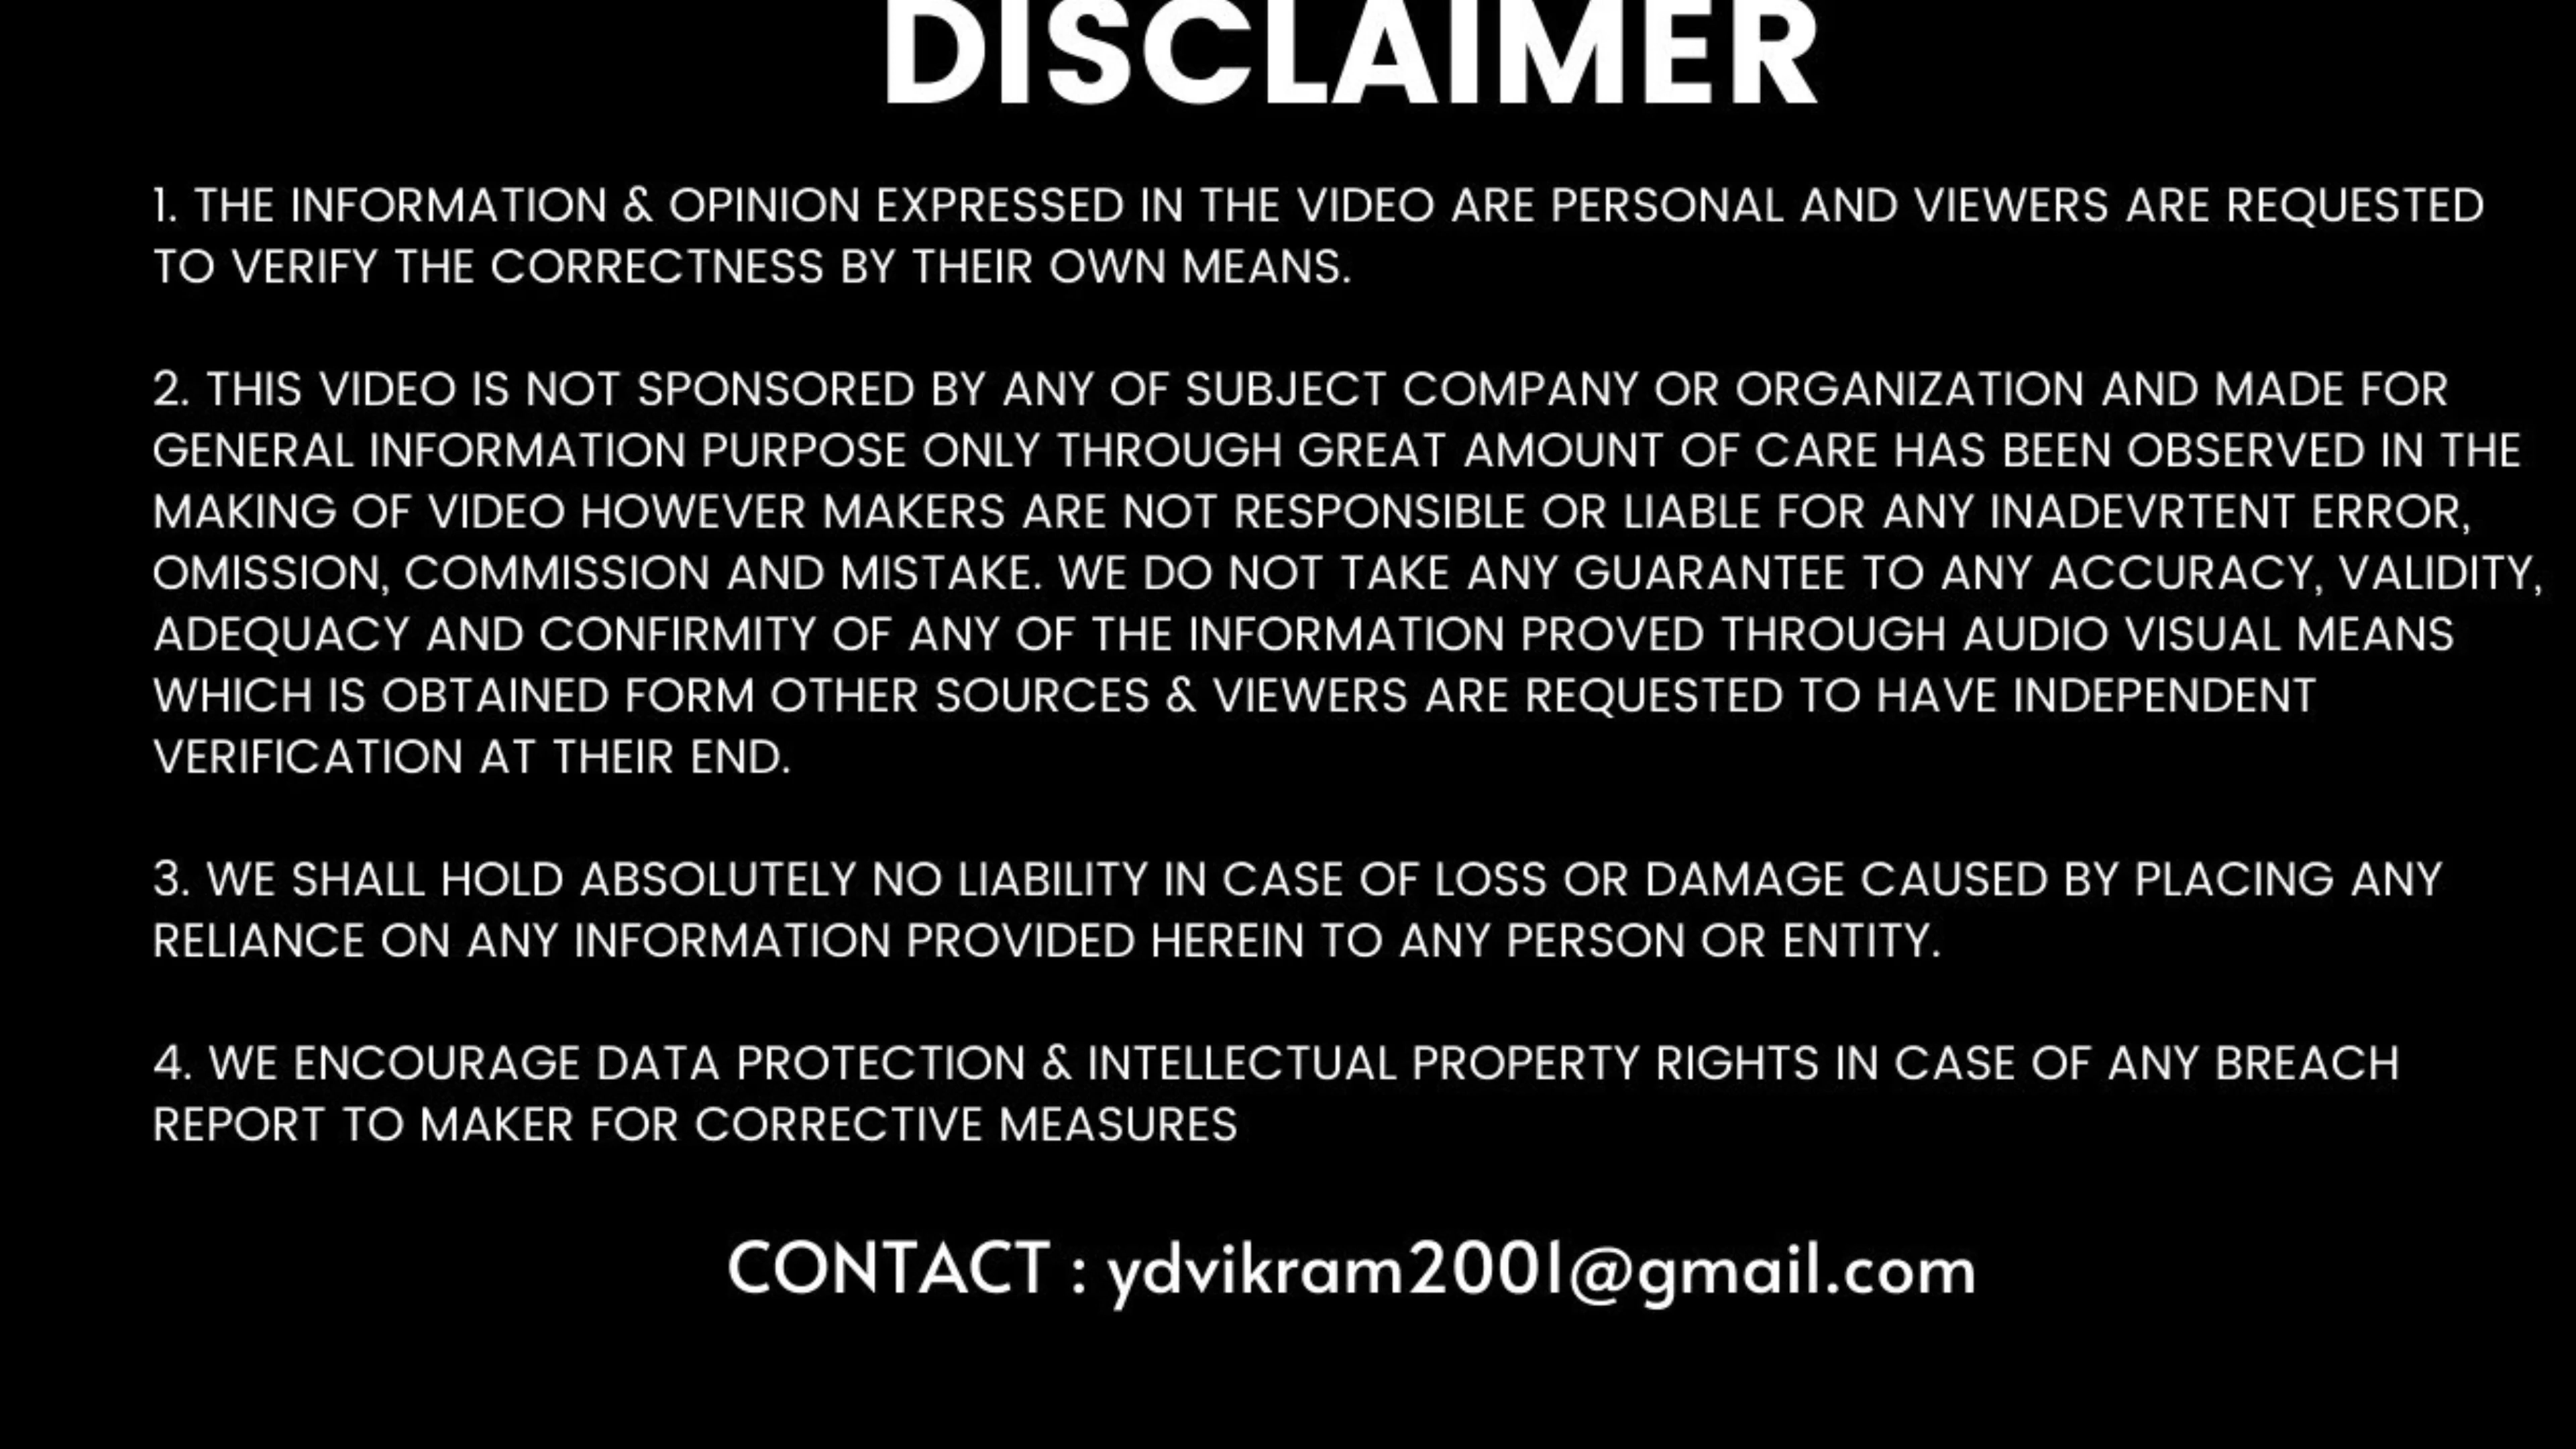 DISCLAIMER
1. THE INFORMATION & OPINION EXPRESSED IN THE VIDEO ARE PERSONAL AND VIEWERS ARE REQUESTED
TO VERIFY THE CORRECTNESS BY THEIR OWN MEANS.
2. THIS VIDEO IS NOT SPONSORED BY ANY OF SUBJECT COMPANY OR ORGANIZATION AND MADE FOR
GENERAL INFORMATION PURPOSE ONLY THROUGH GREAT AMOUNT OF CARE HAS BEEN OBSERVED IN THE
MAKING OF VIDEO HOWEVER MAKERS ARE NOT RESPONSIBLE OR LIABLE FOR ANY INADEVRTENT ERROR,
OMISSION, COMMISSION AND MISTAKE. WE DO NOT TAKE ANY GUARANTEE TO ANY ACCURACY, VALIDITY,
ADEQUACY AND CONFIRMITY OF ANY OF THE INFORMATION PROVED THROUGH AUDIO VISUAL MEANS
WHICH IS OBTAINED FORM OTHER SOURCES & VIEWERS ARE REQUESTED TO HAVE INDEPENDENT
VERIFICATION AT THEIR END.
3. WE SHALL HOLD ABSOLUTELY NO LIABILITY IN CASE OF LOSS OR DAMAGE CAUSED BY PLACING ANY
RELIANCE ON ANY INFORMATION PROVIDED HEREIN TO ANY PERSON OR ENTITY.
4. WE ENCOURAGE DATA PROTECTION & INTELLECTUAL PROPERTY RIGHTS IN CASE OF ANY BREACH
REPORT TO MAKER FOR CORRECTIVE MEASURES
CONTACT : ydvikram2001@gmail.com